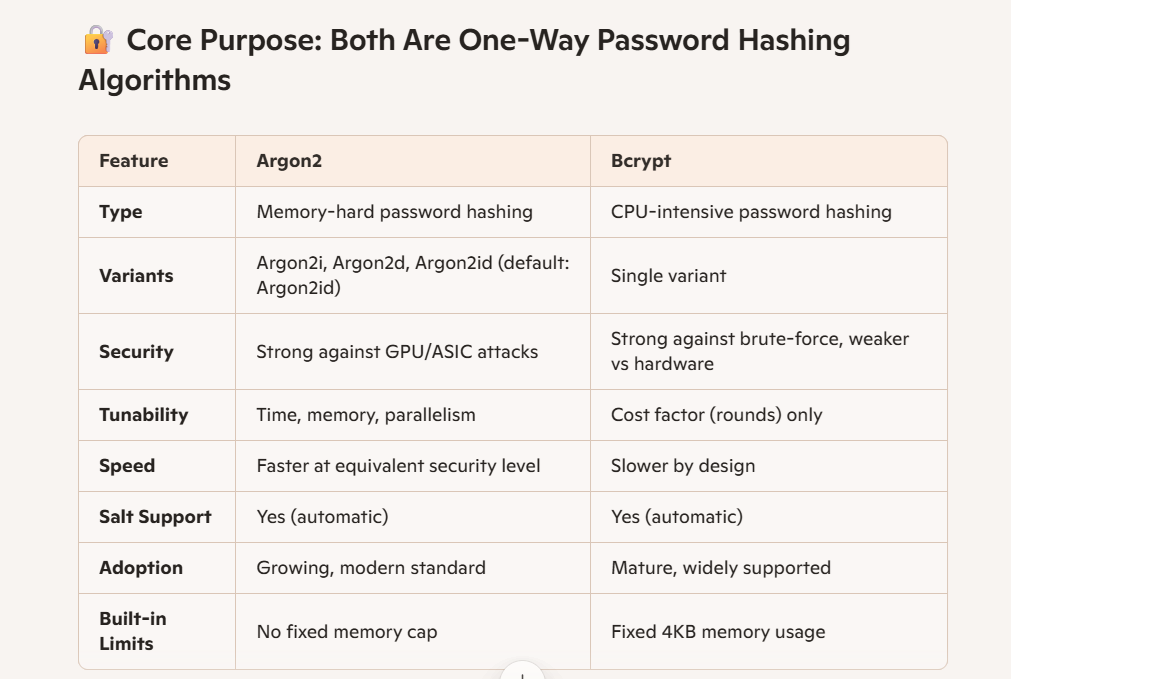 🔐 Core Purpose: Both Are One-Way Password Hashing
Algorithms
Feature Argon2 Bcrypt
Type Memory-hard password hashing CPU-intensive password hashing
Variants Argon2i, Argon2d, Argon2id (default:
Argon2id) Single variant
Security Strong against GPU/ASIC attacks Strong against brute-force, weaker
vs hardware
Tunability Time, memory, parallelism Cost factor (rounds) only
Speed Faster at equivalent security level Slower by design
Salt Support Yes (automatic) Yes (automatic)
Adoption Growing, modern standard Mature, widely supported
Built-in
Limits No fixed memory cap Fixed 4KB memory usage